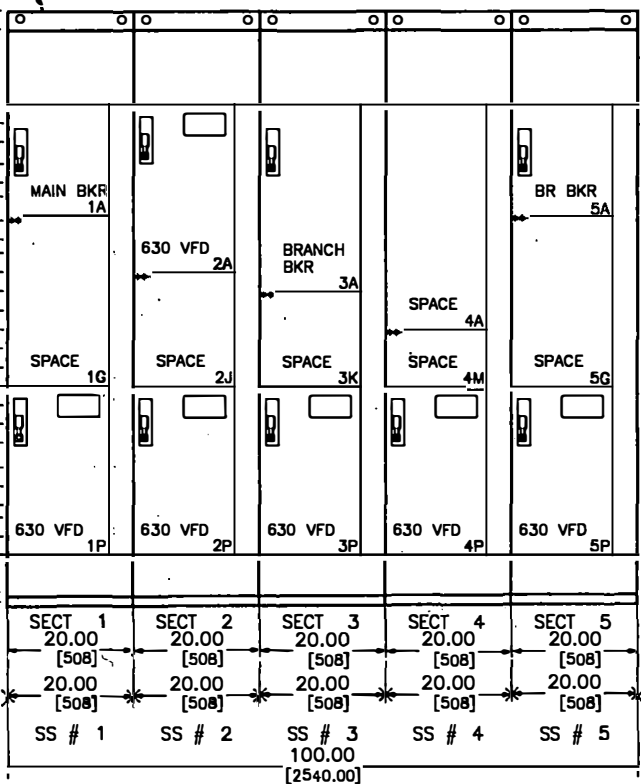 MAIN BKR
1A
630 VFD
2A
BRANCH
BKR
3A
SPACE
4A
BR BKR
5A
SPACE
1G
SPACE
2J
SPACE
3K
SPACE
4M
SPACE
5G
630 VFD
1P
630 VFD
2P
630 VFD
3P
630 VFD
4P
630 VFD
5P
SECT 1
SECT 2
SECT 3
SECT 4
SECT 5
20.00 20.00 20.00 20.00 20.00
[508] [508] [508] [508] [508]
20.00 20.00 20.00 20.00 20.00
[508] [508] [508] [508] [508]
SS # 1
SS # 2
SS # 3
SS # 4
SS # 5
100.00
[2540.00]